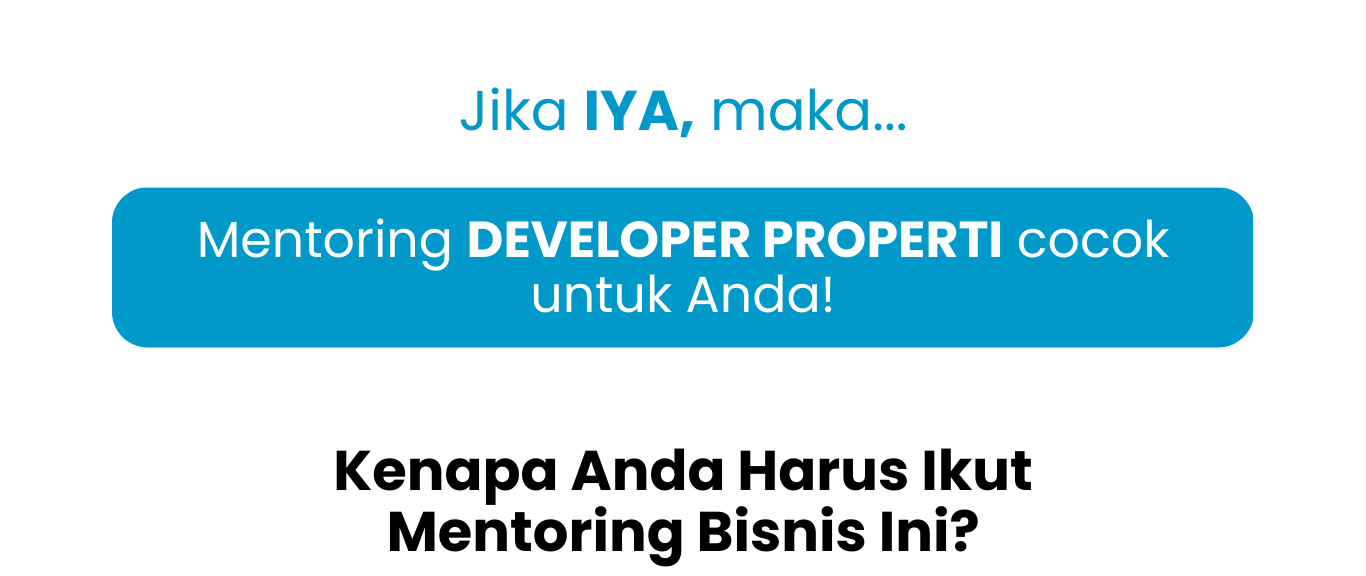 Jika IYA, maka...
Mentoring DEVELOPER PROPERTI cocok
untuk Anda!
Kenapa Anda Harus Ikut
Mentoring Bisnis Ini?